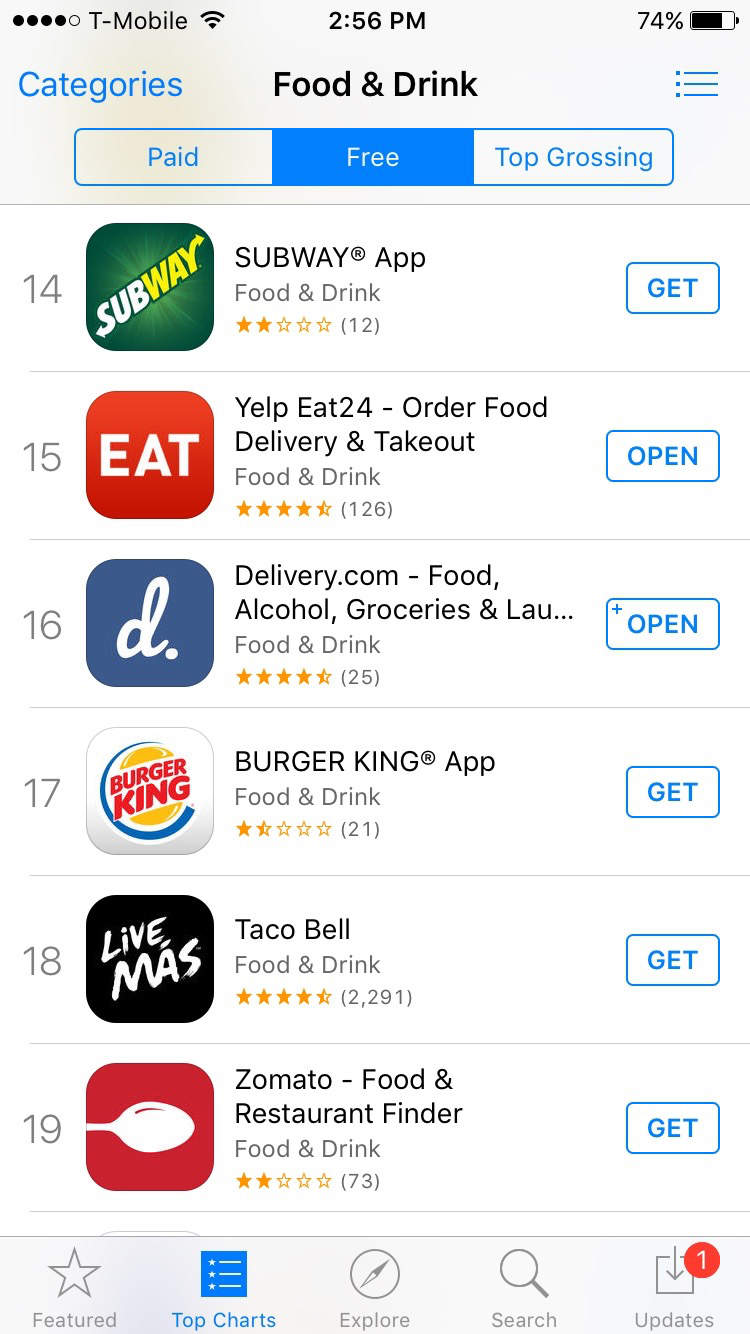 T-Mobile 2:56 PM 74%
Categories Food & Drink
Paid Free Top Grossing
14
SUBWAY
SUBWAY® App
Food & Drink
(12)
GET
15
EAT
Yelp Eat24 - Order Food
Delivery & Takeout
Food & Drink
(126)
OPEN
16
d.
Delivery.com - Food,
Alcohol, Groceries & Lau...
Food & Drink
(25)
+ OPEN
17
BURGER
KING
BURGER KING® App
Food & Drink
(21)
GET
18
LIVE
MÁS
Taco Bell
Food & Drink
(2,291)
GET
19
Zomato - Food &
Restaurant Finder
Food & Drink
(73)
GET
1
Featured Top Charts Explore Search Updates